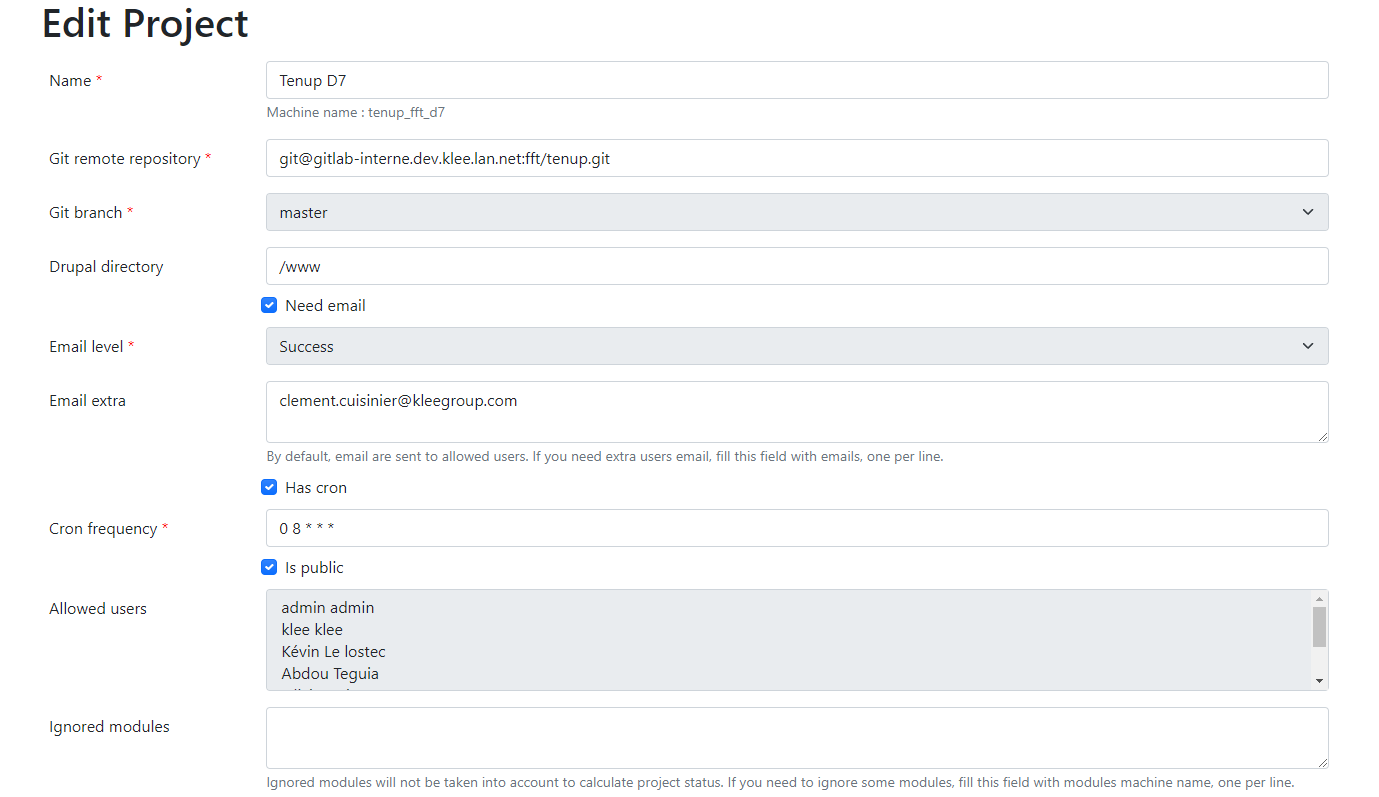 Edit Project
Name *
Tenup D7
Machine name : tenup_fft_d7
Git remote repository *
git@gitlab-interne.dev.klee.lan.net:fft/tenup.git
Git branch *
master
Drupal directory
/www
Need email
Email level *
Success
Email extra
clement.cuisinier@kleegroup.com
By default, email are sent to allowed users. If you need extra users email, fill this field with emails, one per line.
Has cron
Cron frequency *
0 8 * * *
Is public
Allowed users
admin admin
klee klee
Kévin Le lostec
Abdou Teguia
Ignored modules
Ignored modules will not be taken into account to calculate project status. If you need to ignore some modules, fill this field with modules machine name, one per line.